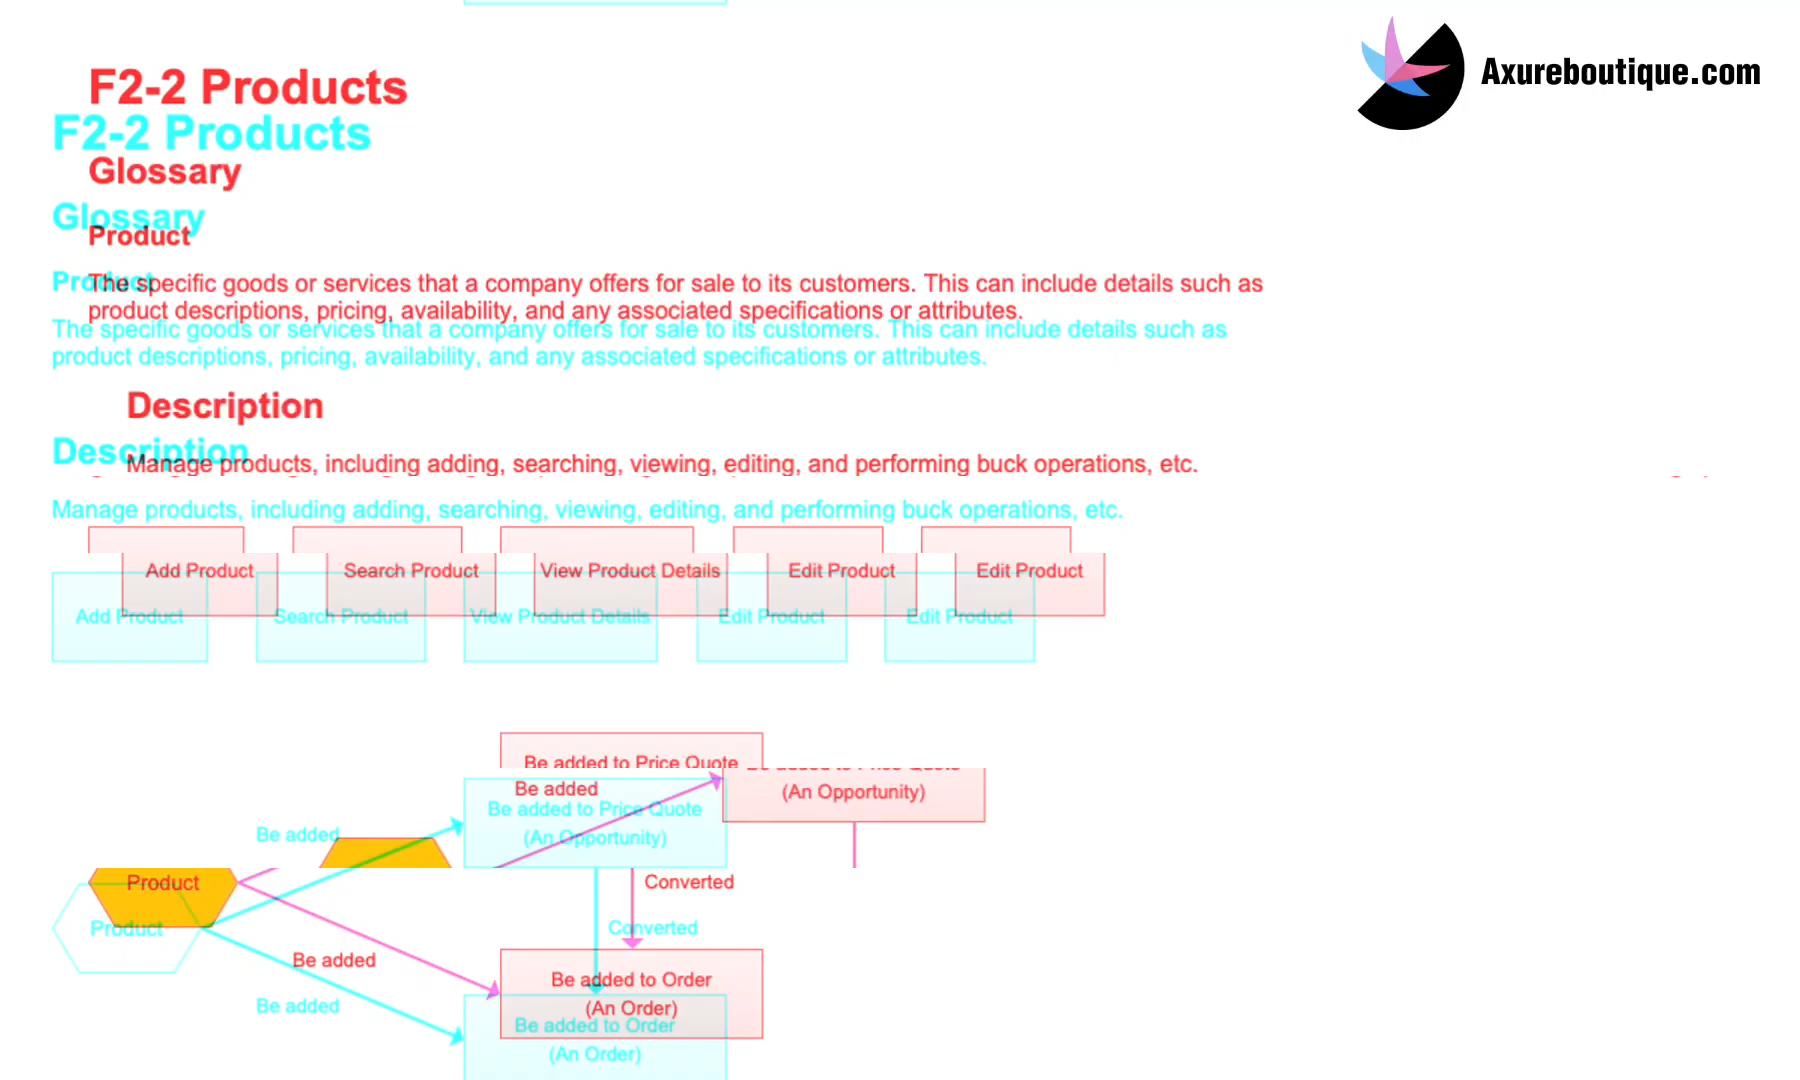 Axureboutique.com
F2-2 Products
F2-2 Products
Glossary
Glossary
Product
Product
The specific goods or services that a company offers for sale to its customers. This can include details such as
product descriptions, pricing, availability, and any associated specifications or attributes.
The specific goods or services that a company offers for sale to its customers. This can include details such as
product descriptions, pricing, availability, and any associated specifications or attributes.
Description
Description
Manage products, including adding, searching, viewing, editing, and performing buck operations, etc.
Manage products, including adding, searching, viewing, editing, and performing buck operations, etc.
Add Product
Search Product
View Product Details
Edit Product
Edit Product
Add Product
Search Product
View Product Details
Edit Product
Edit Product
Be added to Price Quote
(An Opportunity)
Be added
Be added to Price Quote
(An Opportunity)
Be added
Product
Converted
Product
Converted
Be added
Be added to Order
(An Order)
Be added
Be added to Order
(An Order)